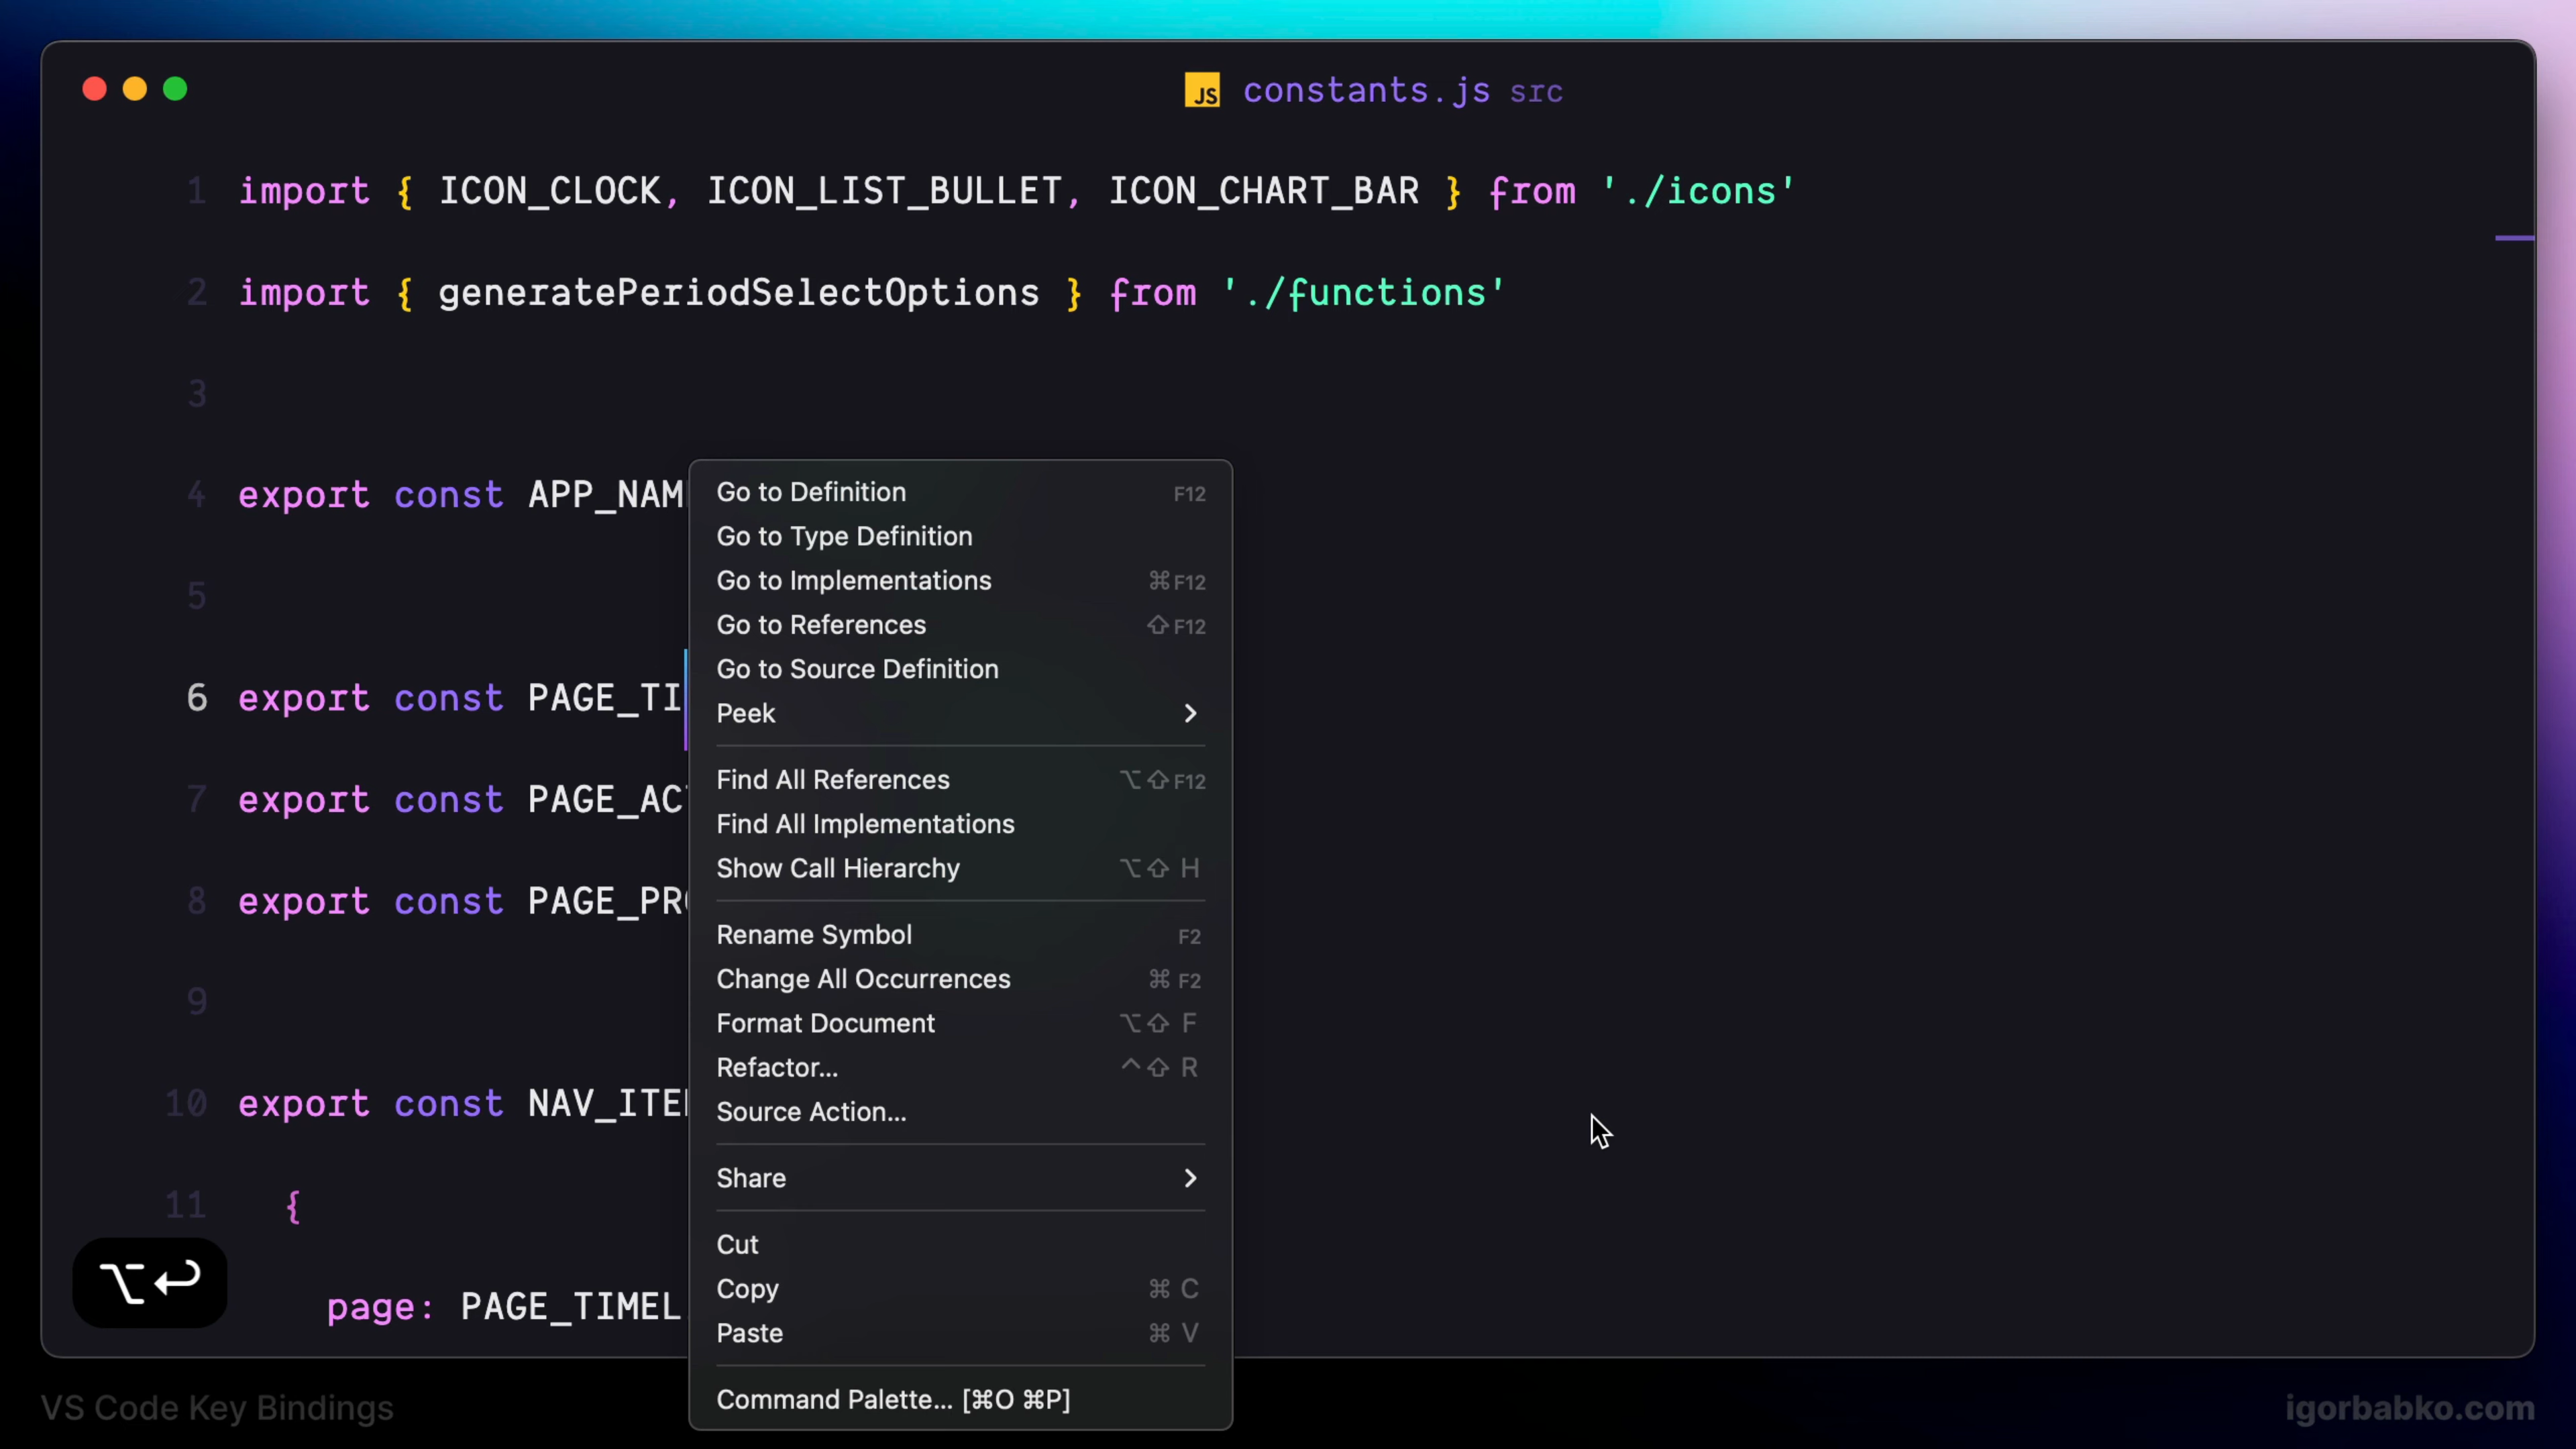 JS constants.js src
1 import { ICON_CLOCK, ICON_LIST_BULLET, ICON_CHART_BAR } from './icons'
2 import { generatePeriodSelectOptions } from './functions'
3
4 export const APP_NAM
5
6 export const PAGE_TI
7 export const PAGE_AC
8 export const PAGE_PR
9
10 export const NAV_ITE
11 {
page: PAGE_TIMEL
Go to Definition F12
Go to Type Definition
Go to Implementations ⌘F12
Go to References ⇧F12
Go to Source Definition
Peek
Find All References ⌥⇧F12
Find All Implementations
Show Call Hierarchy ⌥⇧ H
Rename Symbol F2
Change All Occurrences ⌘ F2
Format Document ⌥⇧ F
Refactor... ^⇧ R
Source Action...
Share
Cut
Copy ⌘ C
Paste ⌘ V
Command Palette... [⌘O ⌘P]
⌥↩
VS Code Key Bindings
igorbabko.com